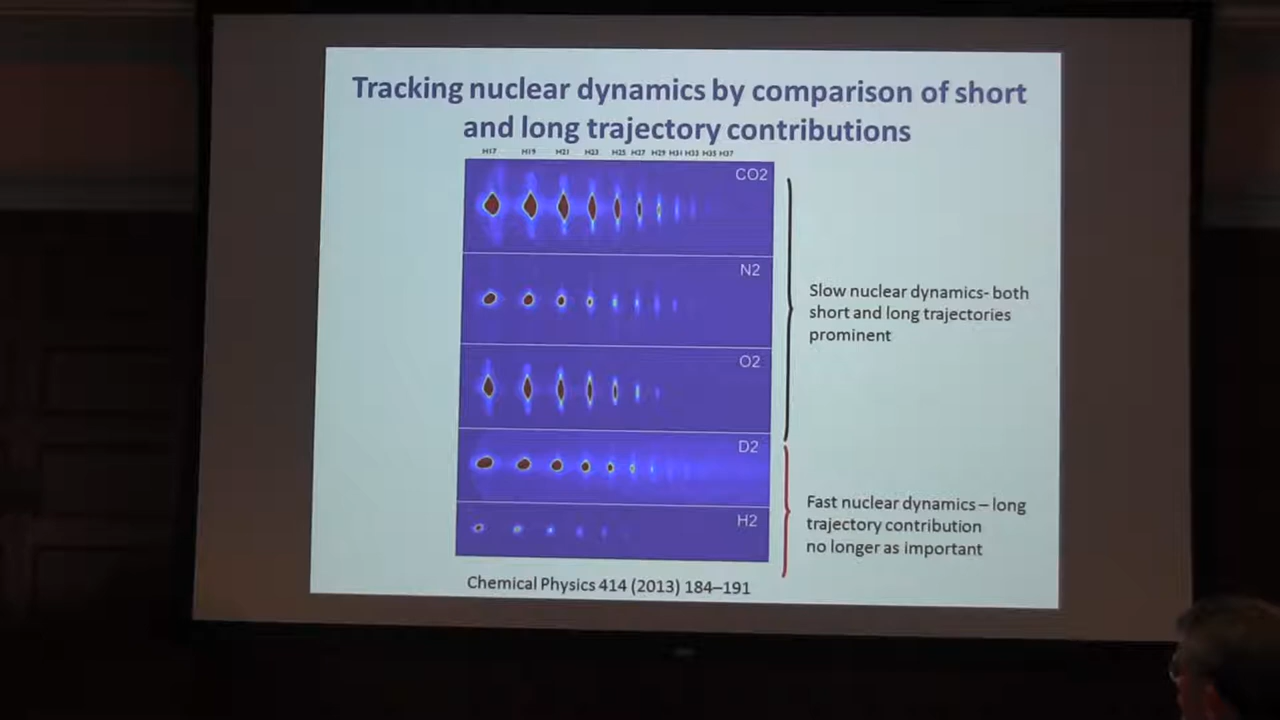 Tracking nuclear dynamics by comparison of short
and long trajectory contributions
H17 H19 H21 H23 H25 H27 H29 H31 H33 H35 H37
CO2
N2
Slow nuclear dynamics- both
short and long trajectories
prominent
O2
D2
Fast nuclear dynamics – long
trajectory contribution
no longer as important
H2
Chemical Physics 414 (2013) 184–191